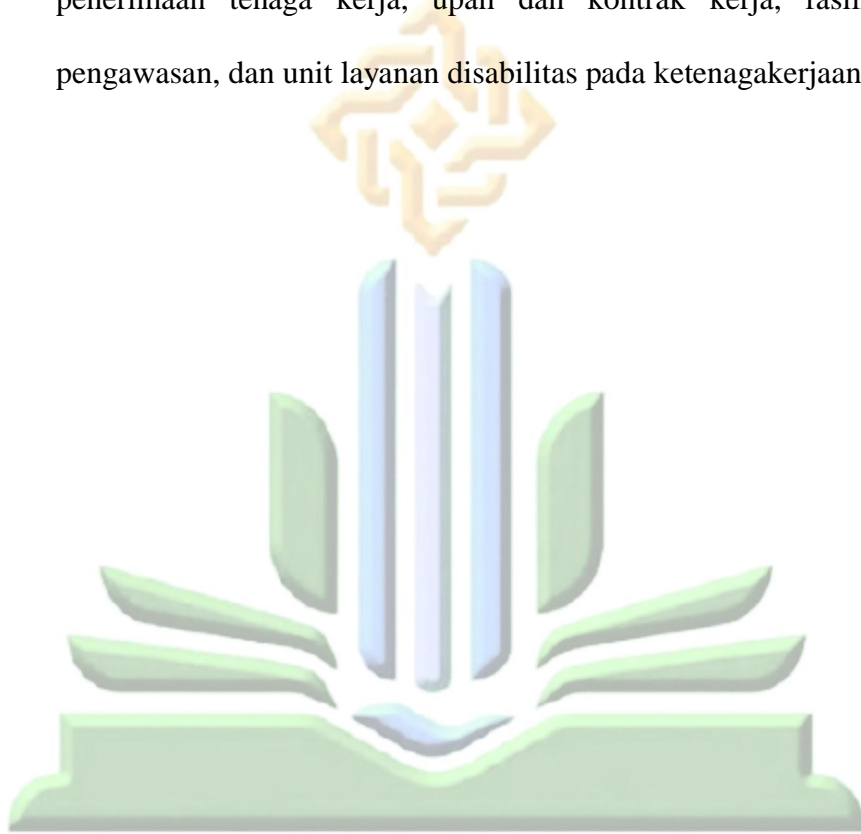 penerimaan tenaga kerja, upah dan kontrak kerja,
pengawasan, dan unit layanan disabilitas pada ketenagakerjaan